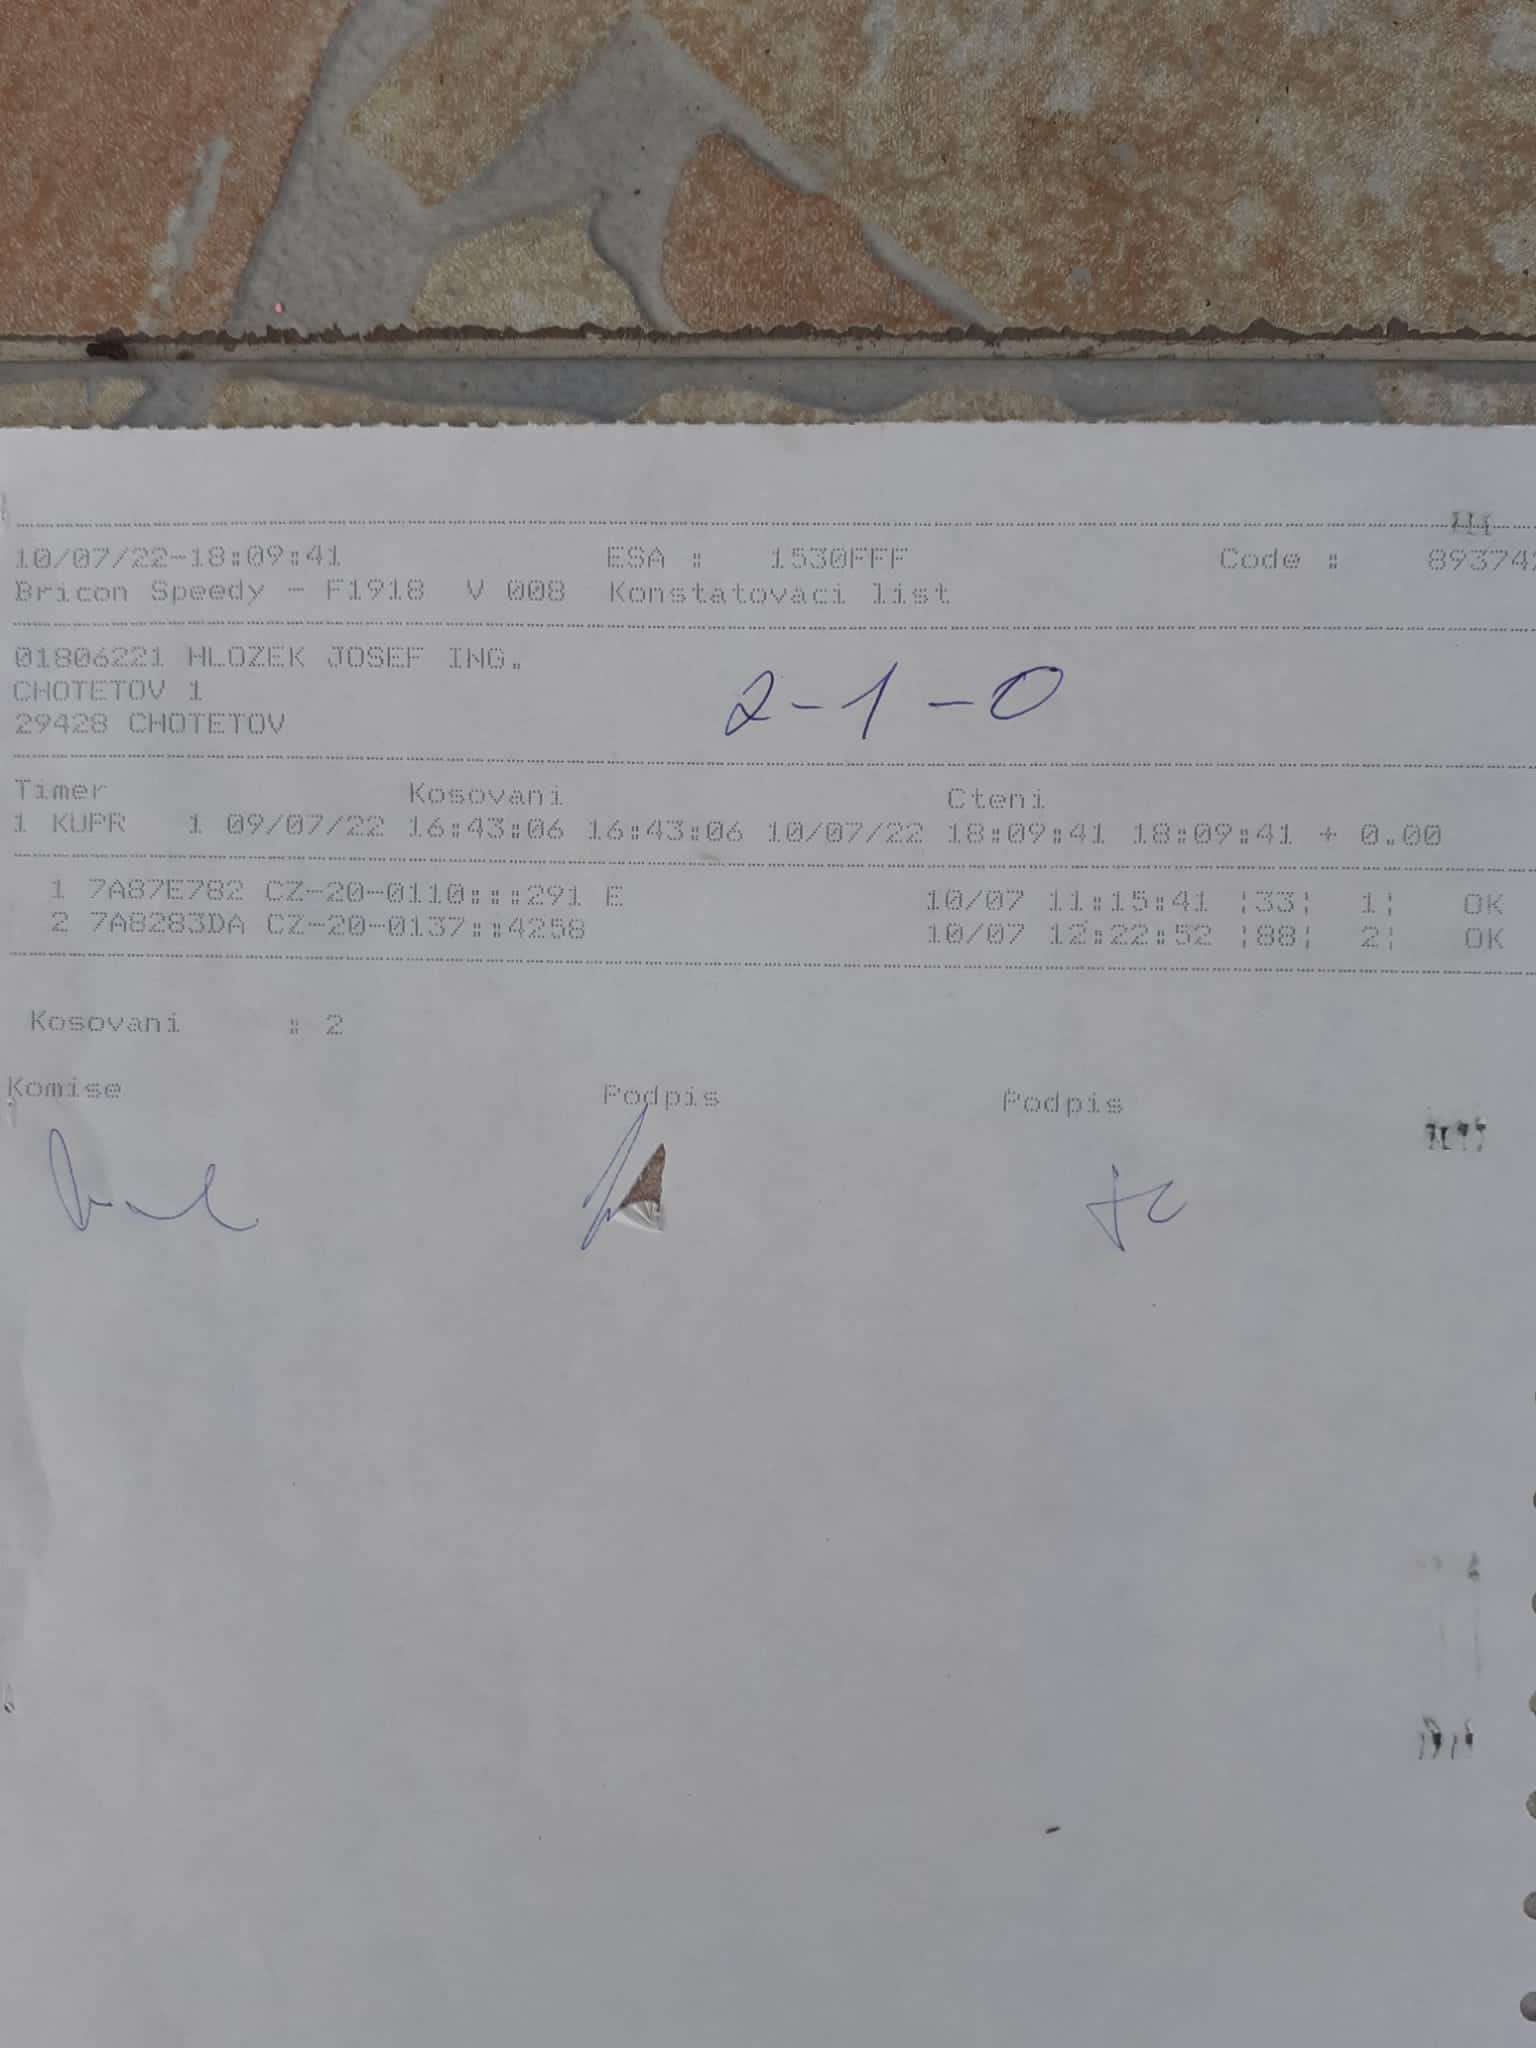 10/07/22-18:09:41 ESA : 1530FFF Code :
Bricon Speedy - F1918 V 008 Konstatovaci list
01806221 HLOZEK JOSEF ING.
CHOTETOV 1
29428 CHOTETOV
2-1-0
Timer Kosovani Cteni
1 KUPR 1 09/07/22 16:43:06 16:43:06 10/07/22 18:09:41 18:09:41 + 0.00
1 7A87E782 CZ-20-0110:::291 E 10/07 11:15:41 ¦33¦ 1¦ OK
2 7A8283DA CZ-20-0137::4258 10/07 12:22:52 ¦88¦ 2¦ OK
Kosovani : 2
Komise Podpis Podpis